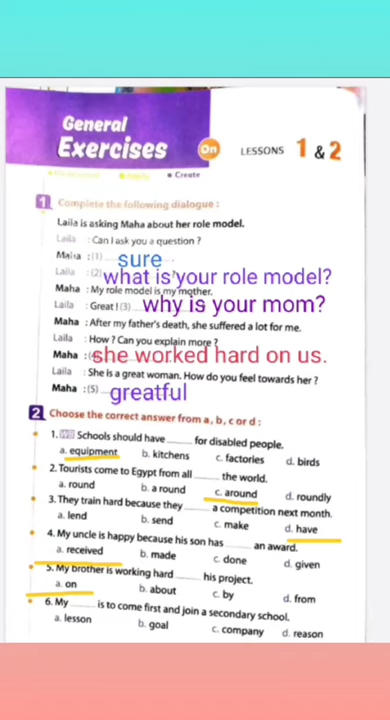 General
Exercises On LESSONS 1 & 2
• Create
1 Complete the following dialogue :
Laila is asking Maha about her role model.
Laila : Can I ask you a question ?
Maha : (1) sure
Laila : (2) what is your role model? ?
Maha : My role model is my mother.
Laila : Great ! (3) why is your mom?
Maha : After my father's death, she suffered a lot for me.
Laila : How ? Can you explain more ?
Maha : (4) she worked hard on us.
Laila : She is a great woman. How do you feel towards her ?
Maha : (5) greatful
2 Choose the correct answer from a, b, c or d :
1. WB Schools should have ____ for disabled people.
a. equipment b. kitchens c. factories d. birds
2. Tourists come to Egypt from all ____ the world.
a. round b. a round c. around d. roundly
3. They train hard because they ____ a competition next month.
a. lend b. send c. make d. have
4. My uncle is happy because his son has ____ an award.
a. received b. made c. done d. given
5. My brother is working hard ____ his project.
a. on b. about c. by d. from
6. My ____ is to come first and join a secondary school.
a. lesson b. goal c. company d. reason